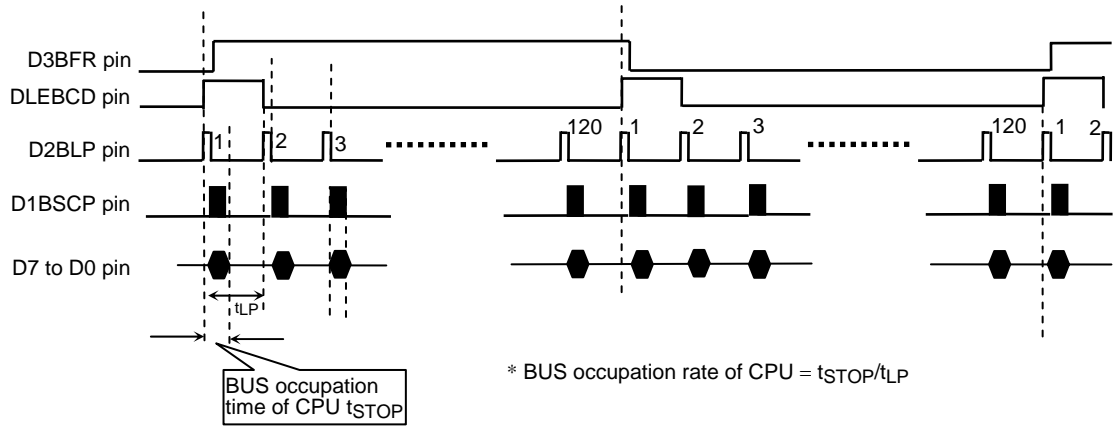 D3BFR pin
DLEBCD pin
D2BLP pin
1 2 3 120 1 2 3 120 1 2
D1BSCP pin
D7 to D0 pin
tLP
BUS occupation
time of CPU tSTOP
* BUS occupation rate of CPU = tSTOP/tLP